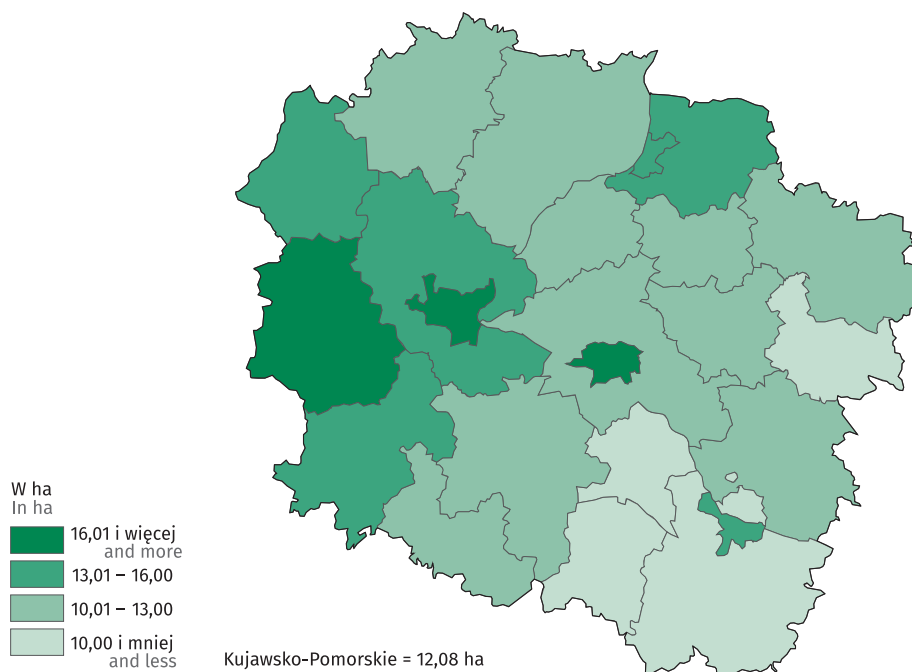 W ha
In ha
16,01 i więcej
and more
13,01 – 16,00
10,01 – 13,00
10,00 i mniej
and less
Kujawsko-Pomorskie = 12,08 ha